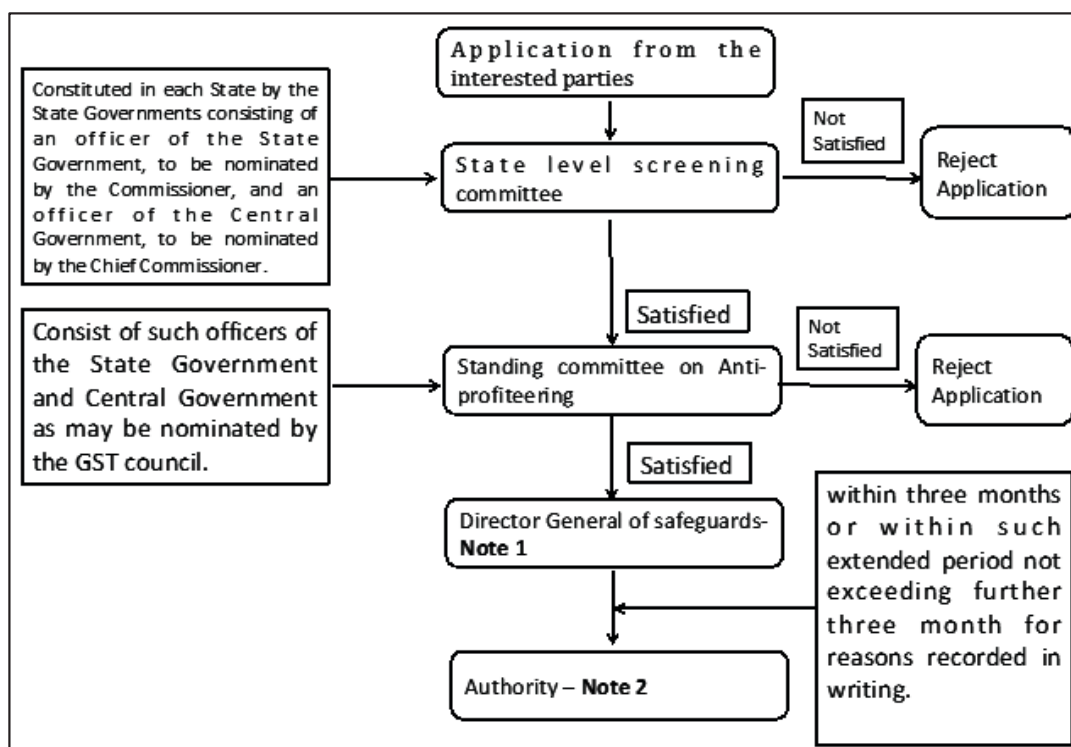 Application from the
interested parties
Constituted in each State by the
State Governments consisting of
an officer of the State
Government, to be nominated
by the Commissioner, and an
officer of the Central
Government, to be nominated
by the Chief Commissioner.
State level screening
committee
Not
Satisfied
Reject
Application
Satisfied
Consist of such officers of
the State Government
and Central Government
as may be nominated by
the GST council.
Standing committee on Anti-
profiteering
Not
Satisfied
Reject
Application
Satisfied
Director General of safeguards-
Note 1
within three months
or within such
extended period not
exceeding further
three month for
reasons recorded in
writing.
Authority – Note 2